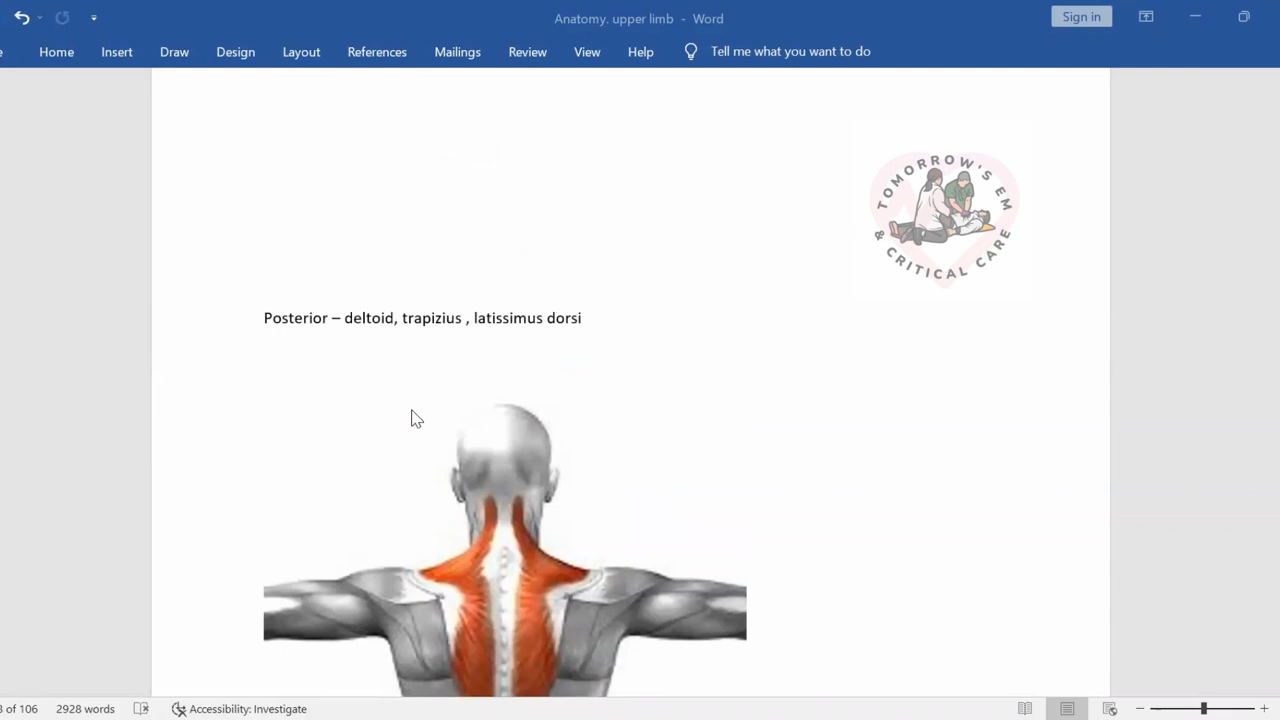 Anatomy. upper limb - Word
Sign in
Home Insert Draw Design Layout References Mailings Review View Help Tell me what you want to do
TOMORROW'S EM
& CRITICAL CARE
Posterior – deltoid, trapizius , latissimus dorsi
of 106 2928 words Accessibility: Investigate